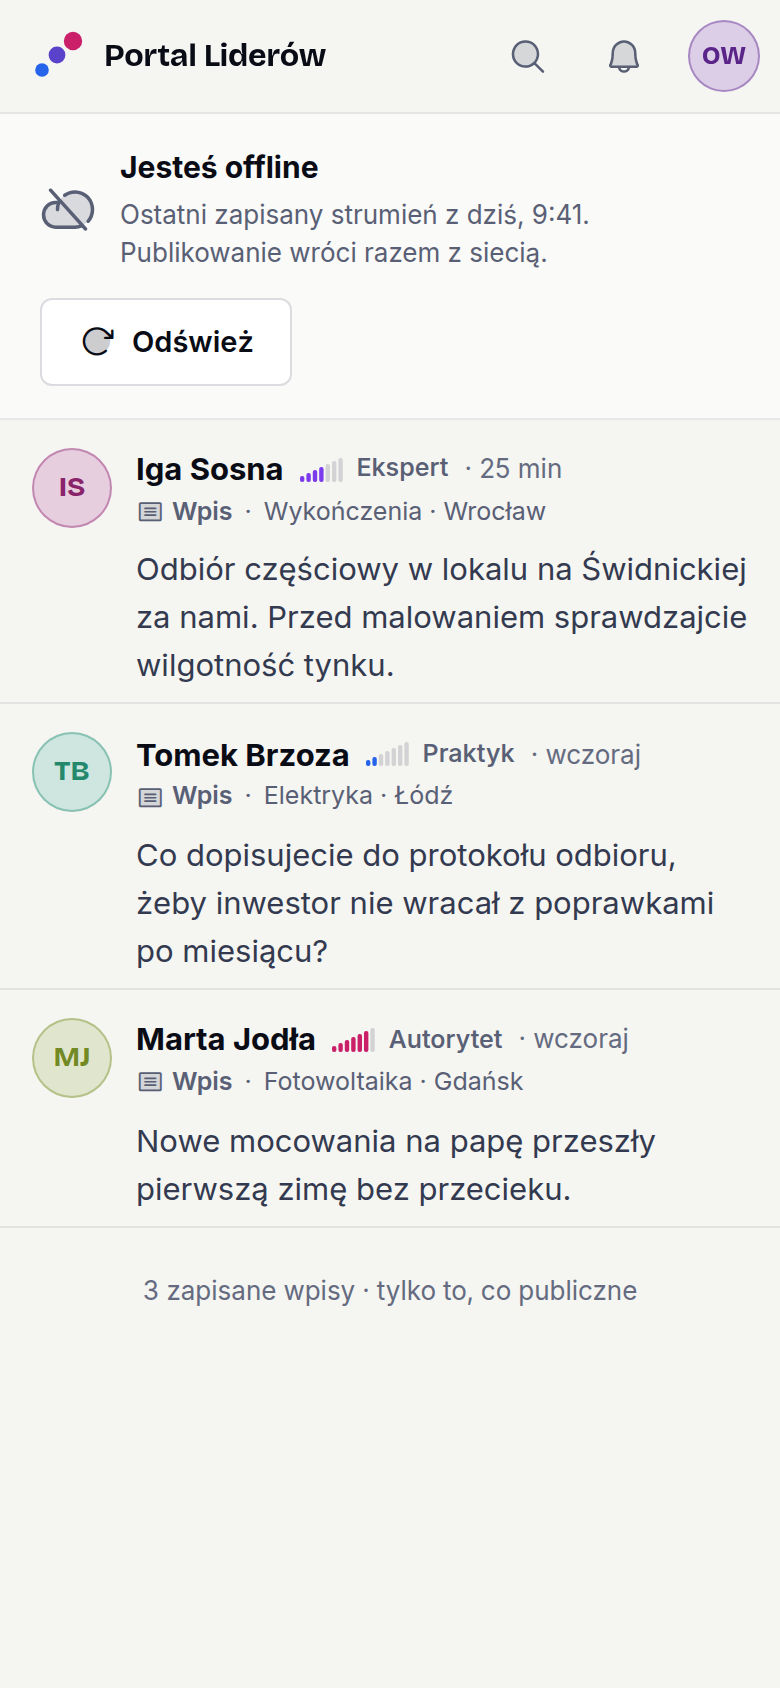 Portal Liderów
OW
Jesteś offline
Ostatni zapisany strumień z dziś, 9:41.
Publikowanie wróci razem z siecią.
Odśwież
IS
Iga Sosna Ekspert · 25 min
Wpis · Wykończenia · Wrocław
Odbiór częściowy w lokalu na Świdnickiej
za nami. Przed malowaniem sprawdzajcie
wilgotność tynku.
TB
Tomek Brzoza Praktyk · wczoraj
Wpis · Elektryka · Łódź
Co dopisujecie do protokołu odbioru,
żeby inwestor nie wracał z poprawkami
po miesiącu?
MJ
Marta Jodła Autorytet · wczoraj
Wpis · Fotowoltaika · Gdańsk
Nowe mocowania na papę przeszły
pierwszą zimę bez przecieku.
3 zapisane wpisy · tylko to, co publiczne